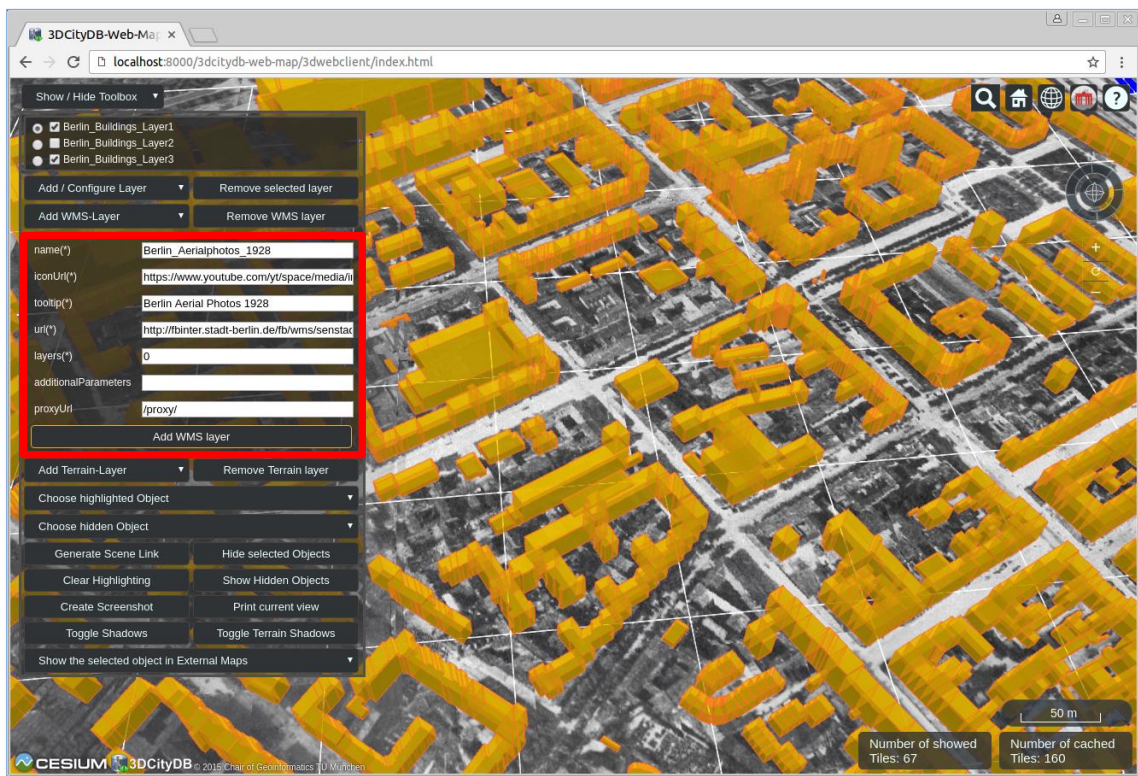 3DCityDB-Web-Map
localhost:8000/3dcitydb-web-map/3dwebclient/index.html
Show / Hide Toolbox
Berlin_Buildings_Layer1
Berlin_Buildings_Layer2
Berlin_Buildings_Layer3
Add / Configure Layer Remove selected layer
Add WMS-Layer Remove WMS layer
name(*) Berlin_Aerialphotos_1928
iconUrl(*) https://www.youtube.com/yt/space/media/i
tooltip(*) Berlin Aerial Photos 1928
url(*) http://fbinter.stadt-berlin.de/fb/wms/senstad
layers(*) 0
additionalParameters
proxyUrl /proxy/
Add WMS layer
Add Terrain-Layer Remove Terrain layer
Choose highlighted Object
Choose hidden Object
Generate Scene Link Hide selected Objects
Clear Highlighting Show Hidden Objects
Create Screenshot Print current view
Toggle Shadows Toggle Terrain Shadows
Show the selected object in External Maps
50 m
Number of showed Tiles: 67
Number of cached Tiles: 160
CESIUM 3DCityDB © 2015 Chair of Geoinformatics TU München